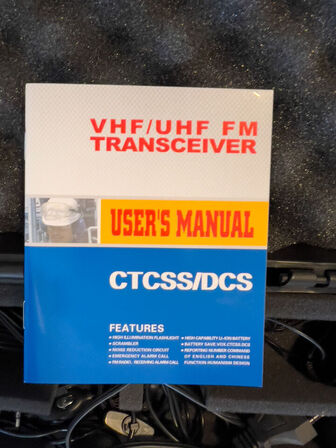 VHF/UHF FM
TRANSCEIVER
USER'S MANUAL
CTCSS/DCS
FEATURES
• HIGH ILLUMINATION FLASHLIGHT
• SCRAMBLER
• NOISE REDUCTION CIRCUIT
• EMERGENCY ALARM CALL
• FM RADIO, RECEIVING ALARM CALL
• HIGH CAPABILITY LI-ION BATTERY
• BATTERY SAVE, VOX, CTCSS DCS
• REPORTING NUMBER COMMAND
OF ENGLISH AND CHINESE
FUNCTION HUMANISM DESIGN